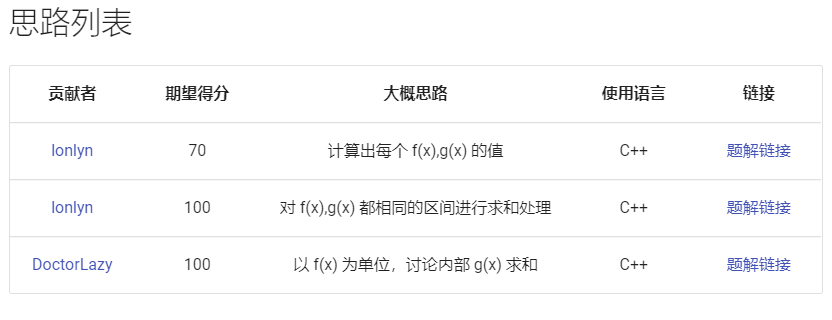 思路列表
贡献者 期望得分 大概思路 使用语言 链接
lonlyn 70 计算出每个 f(x),g(x) 的值 C++ 题解链接
lonlyn 100 对 f(x),g(x) 都相同的区间进行求和处理 C++ 题解链接
DoctorLazy 100 以 f(x) 为单位，讨论内部 g(x) 求和 C++ 题解链接